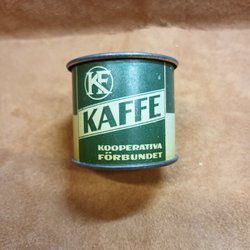 KF
KAFFE
KOOPERATIVA
FÖRBUNDET